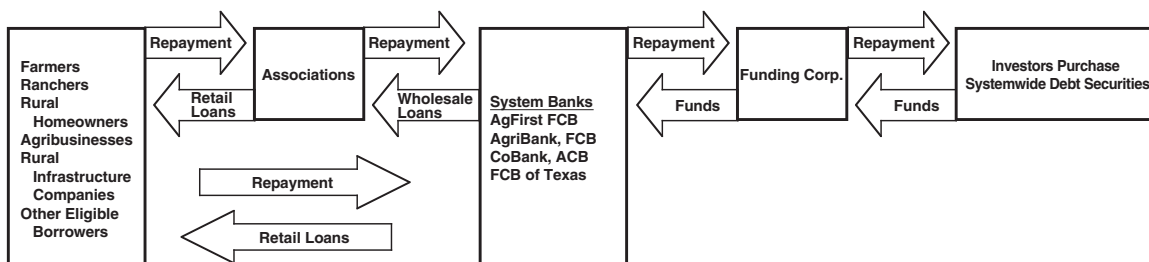 Farmers
Ranchers
Rural
Homeowners
Agribusinesses
Rural
Infrastructure
Companies
Other Eligible
Borrowers
Repayment
Retail
Loans
Associations
Repayment
Wholesale
Loans
Repayment
Retail Loans
System Banks
AgFirst FCB
AgriBank, FCB
CoBank, ACB
FCB of Texas
Repayment
Funds
Funding Corp.
Repayment
Funds
Investors Purchase
Systemwide Debt Securities